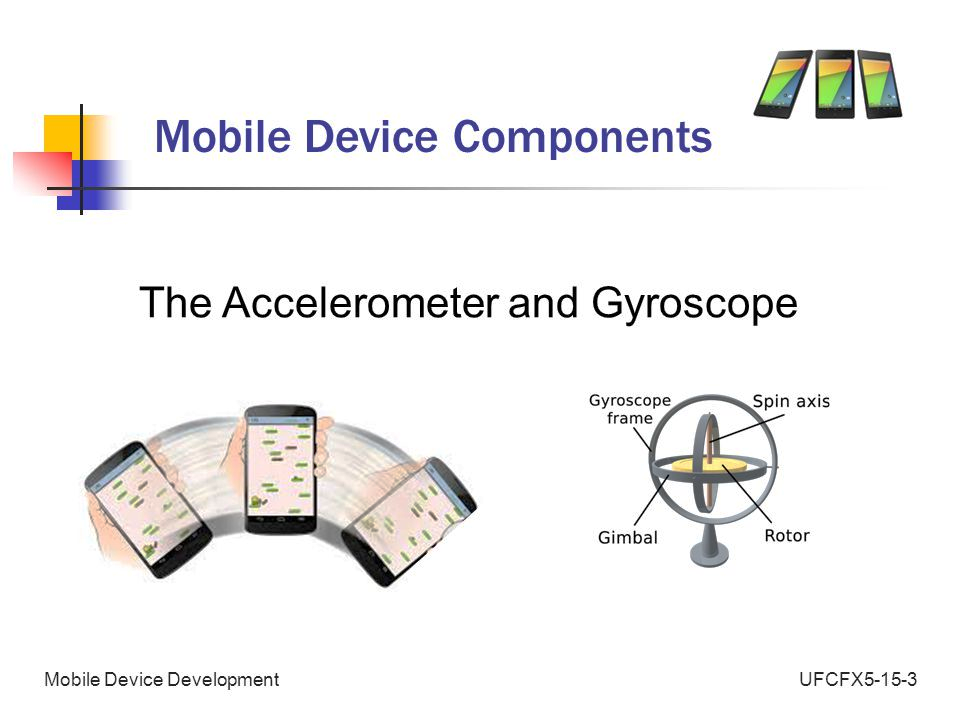 Mobile Device Components
The Accelerometer and Gyroscope
Gyroscope
frame
Spin axis
Gimbal
Rotor
Mobile Device Development
UFCFX5-15-3